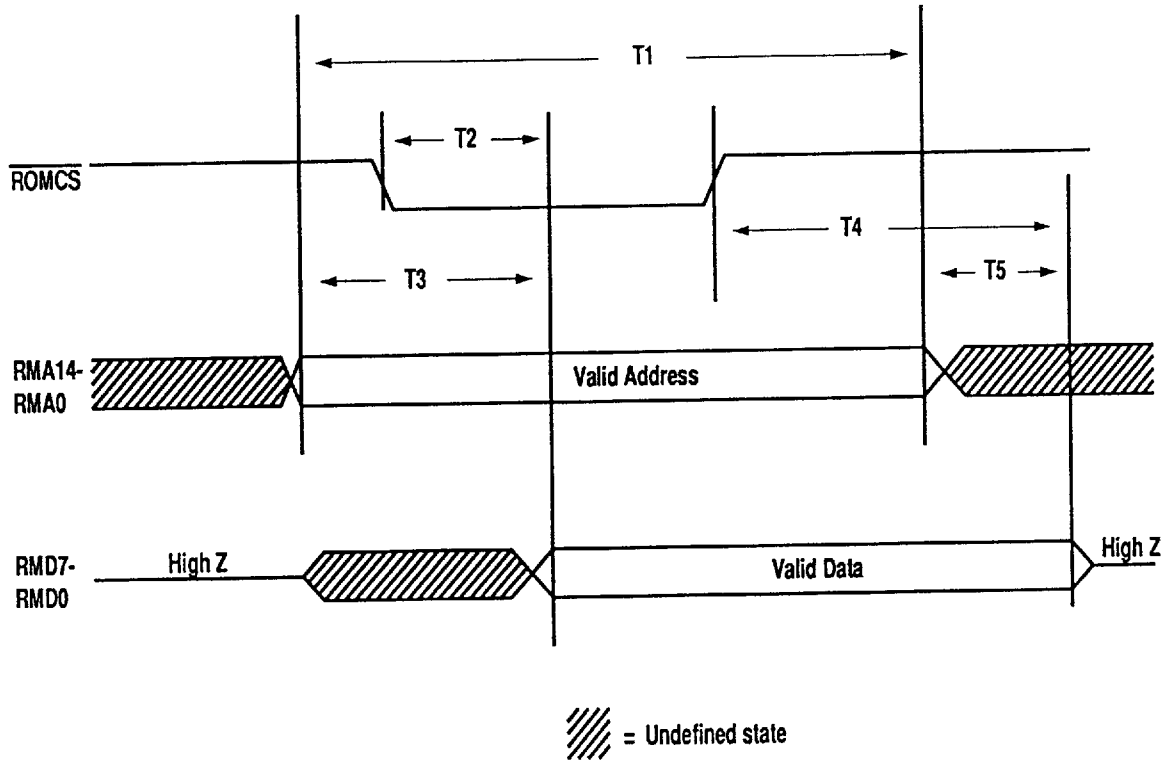 T1
T2
ROMCS
T4
T3
T5
RMA14-
RMA0
Valid Address
RMD7-
RMD0
High Z
Valid Data
High Z
= Undefined state